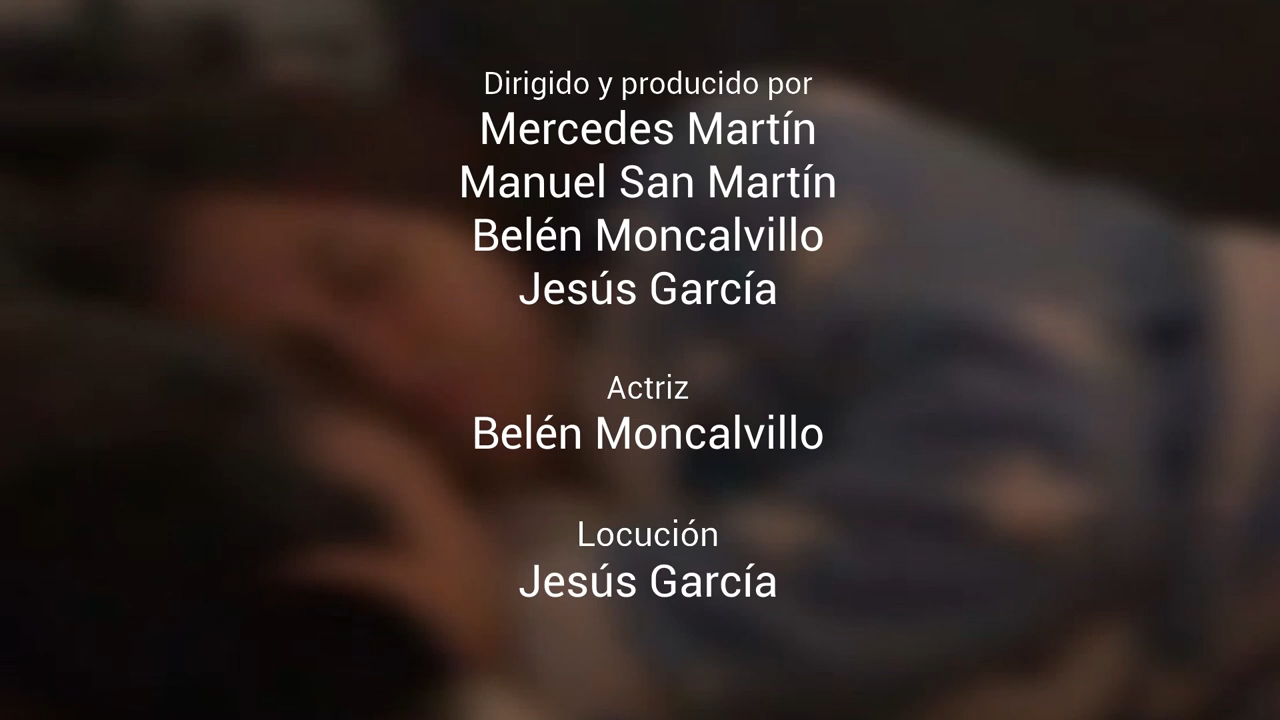 Dirigido y producido por
Mercedes Martín
Manuel San Martín
Belén Moncalvillo
Jesús García
Actriz
Belén Moncalvillo
Locución
Jesús García